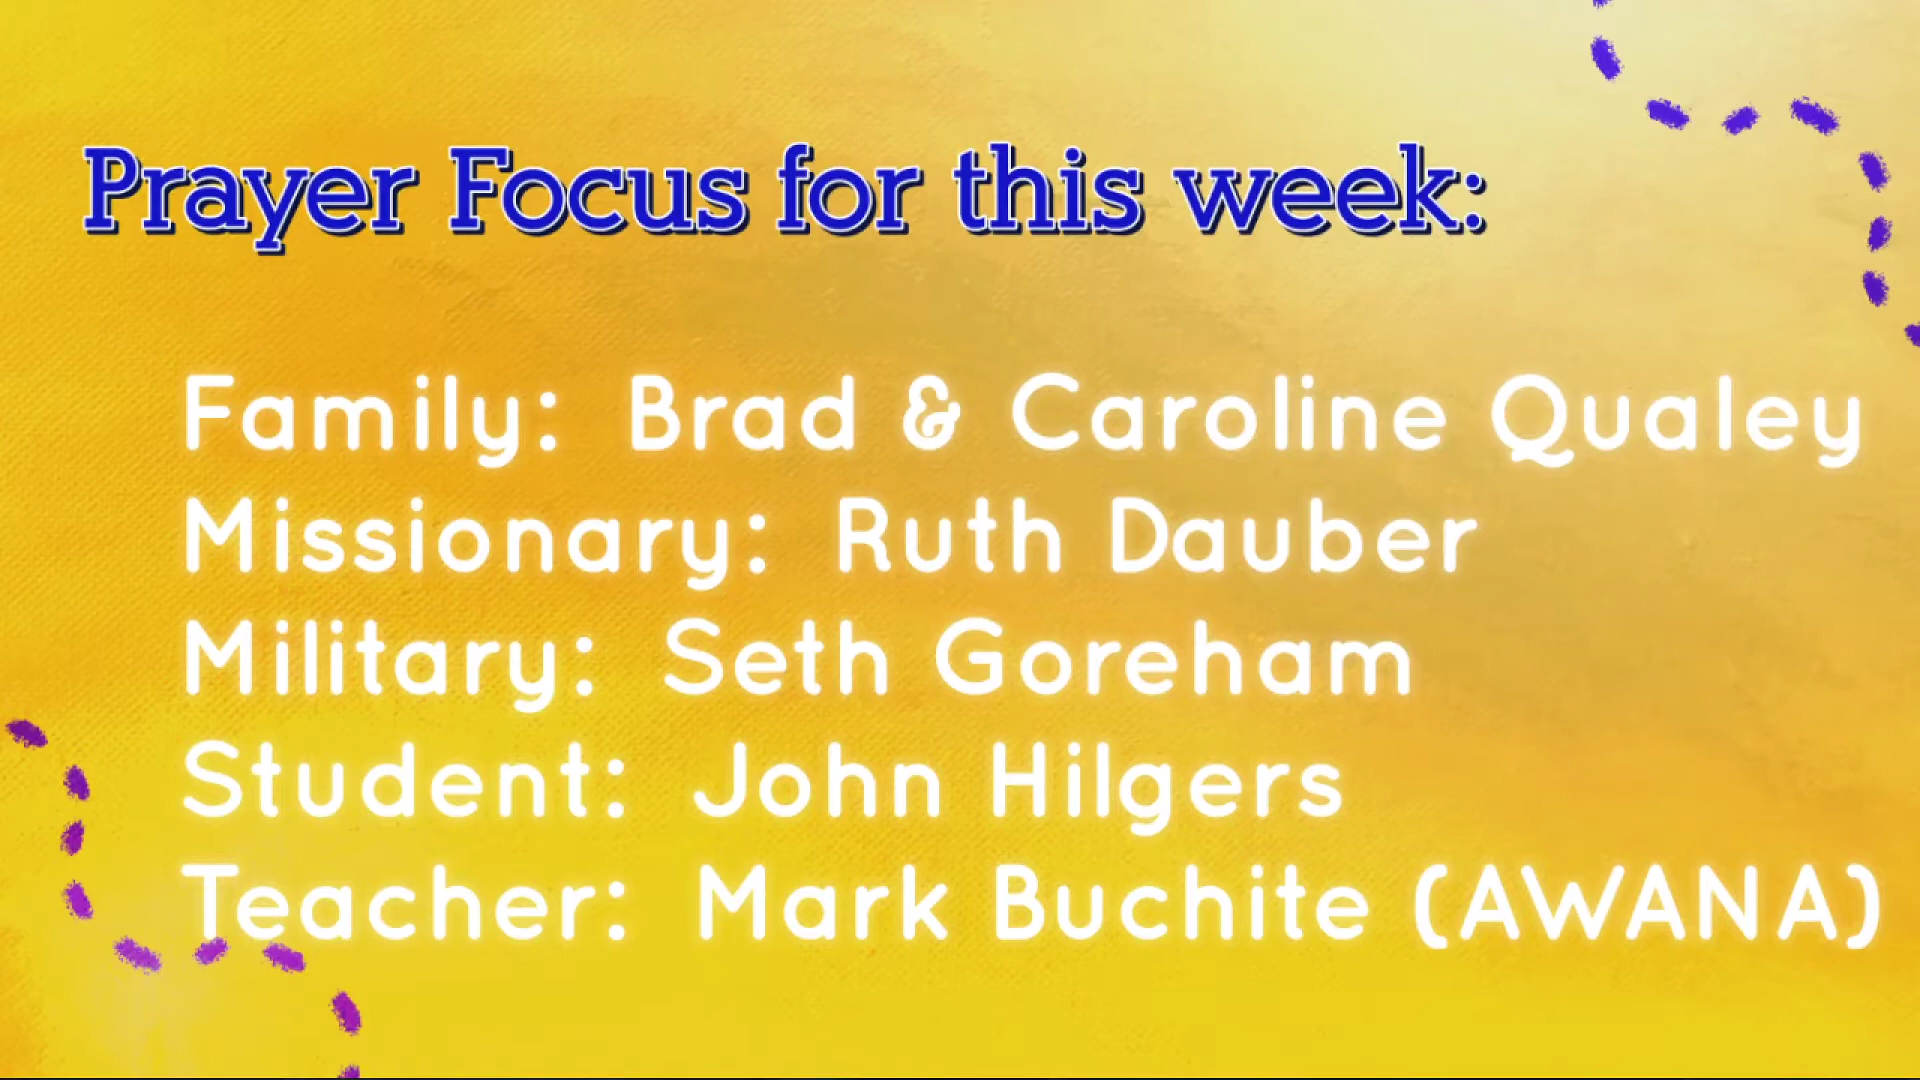 Prayer Focus for this week:
Family: Brad & Caroline Qualey
Missionary: Ruth Dauber
Military: Seth Goreham
Student: John Hilgers
Teacher: Mark Buchite (AWANA)